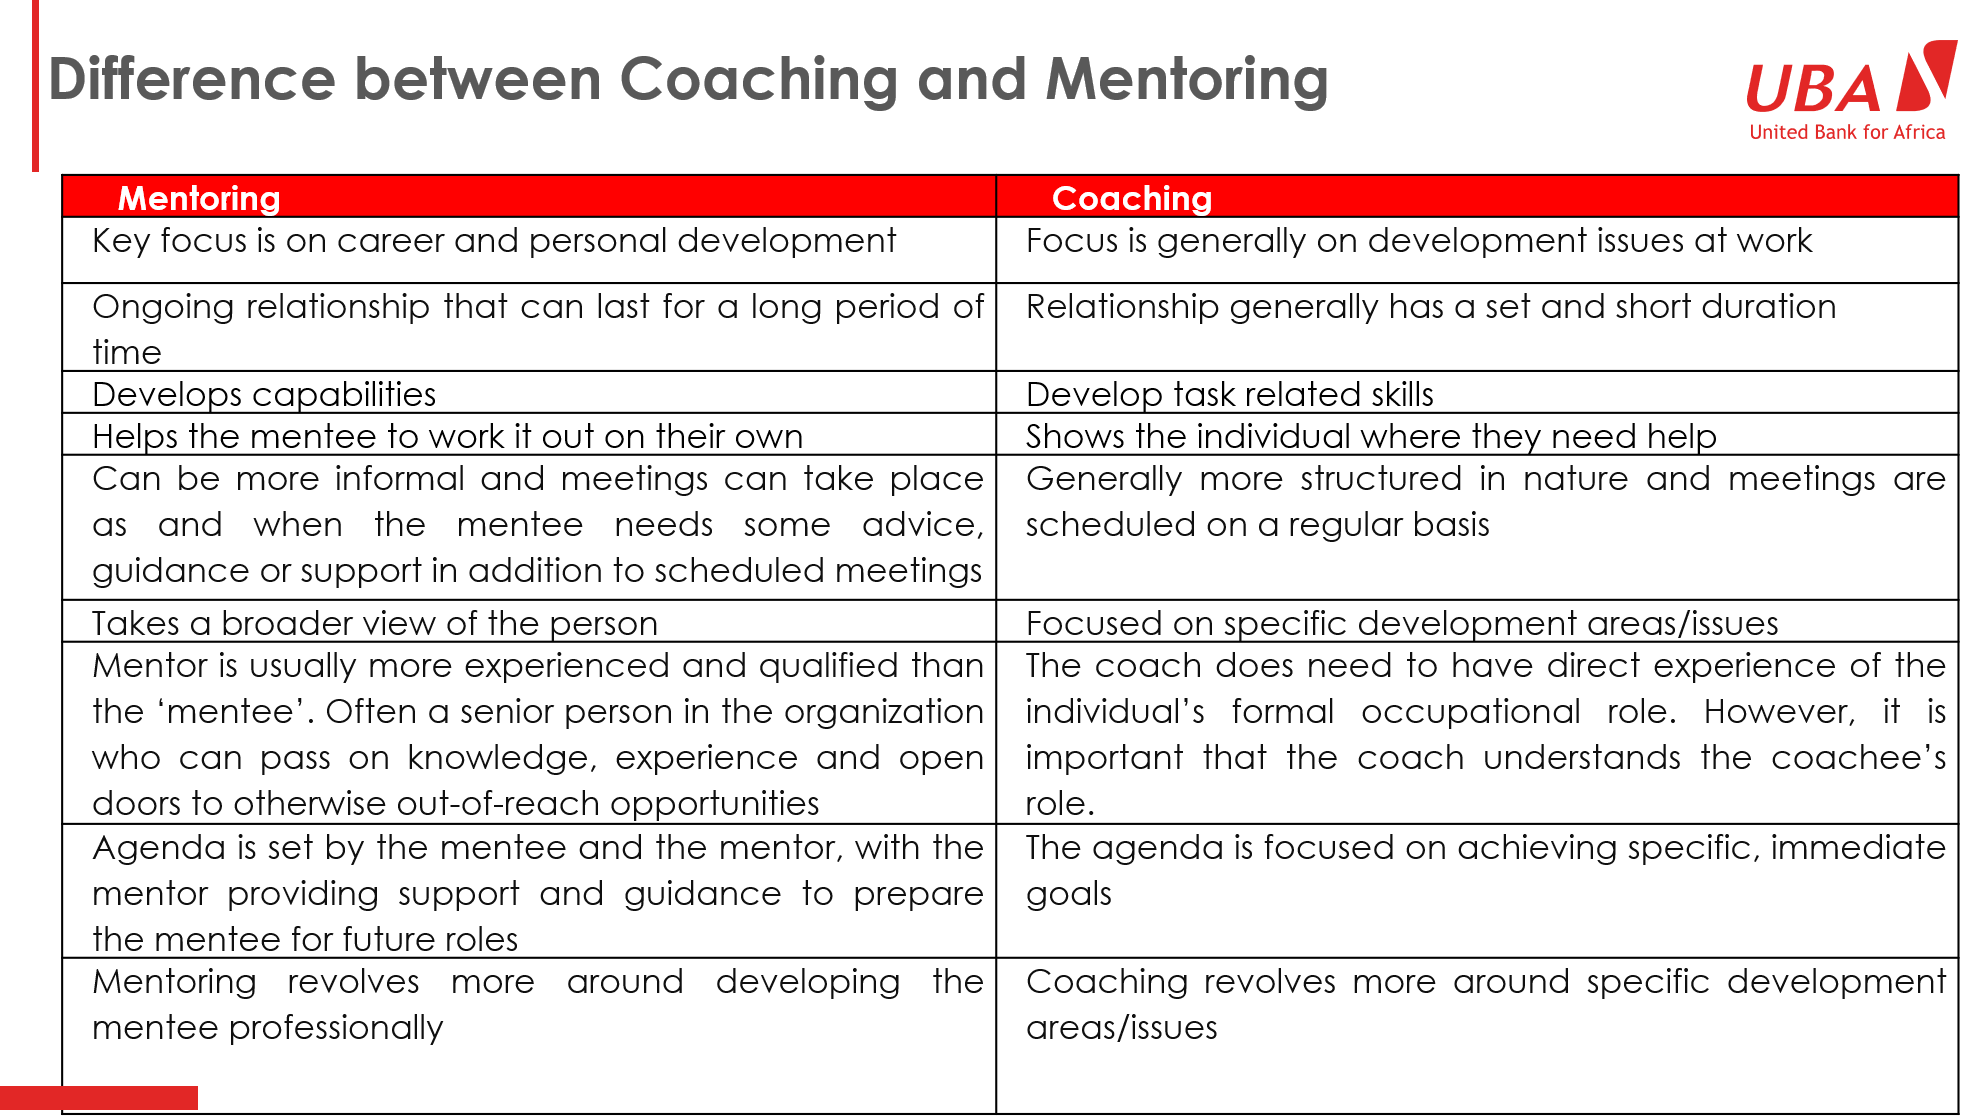 Difference between Coaching and Mentoring
UBA
United Bank for Africa
Mentoring
Coaching
Key focus is on career and personal development
Focus is generally on development issues at work
Ongoing relationship that can last for a long period of
time
Relationship generally has a set and short duration
Develops capabilities
Develop task related skills
Helps the mentee to work it out on their own
Shows the individual where they need help
Can be more informal and meetings can take place
as and when the mentee needs some advice,
guidance or support in addition to scheduled meetings
Generally more structured in nature and meetings are
scheduled on a regular basis
Takes a broader view of the person
Focused on specific development areas/issues
Mentor is usually more experienced and qualified than
the ‘mentee’. Often a senior person in the organization
who can pass on knowledge, experience and open
doors to otherwise out-of-reach opportunities
The coach does need to have direct experience of the
individual’s formal occupational role. However, it is
important that the coach understands the coachee’s
role.
Agenda is set by the mentee and the mentor, with the
mentor providing support and guidance to prepare
the mentee for future roles
The agenda is focused on achieving specific, immediate
goals
Mentoring revolves more around developing the
mentee professionally
Coaching revolves more around specific development
areas/issues